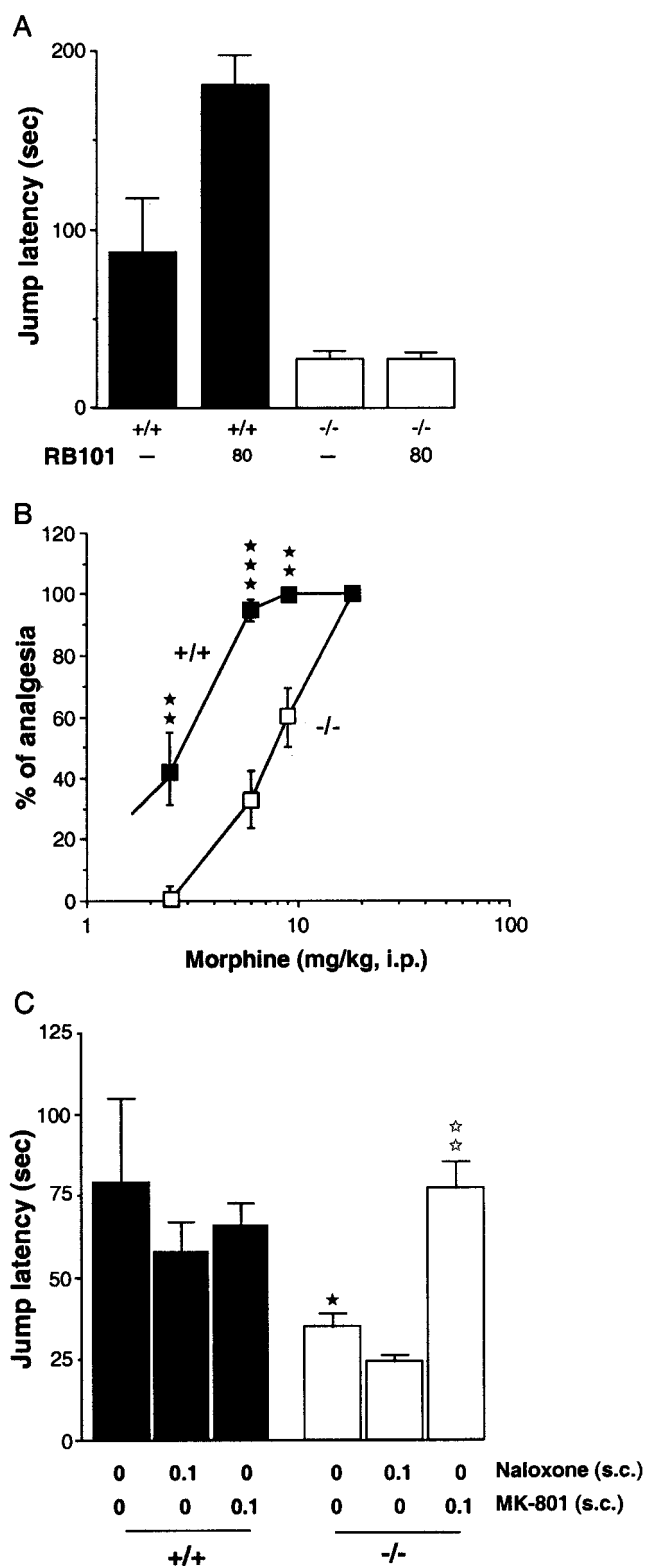 A
Jump latency (sec)
200
100
0
+/+ +/+ -/- -/-
RB101 — 80 — 80
B
% of analgesia
120
100
80
60
40
20
0
+/+
-/-
1 10 100
Morphine (mg/kg, i.p.)
C
Jump latency (sec)
125
100
75
50
25
0
0 0.1 0 0 0.1 0 Naloxone (s.c.)
0 0 0.1 0 0 0.1 MK-801 (s.c.)
+/+ -/-